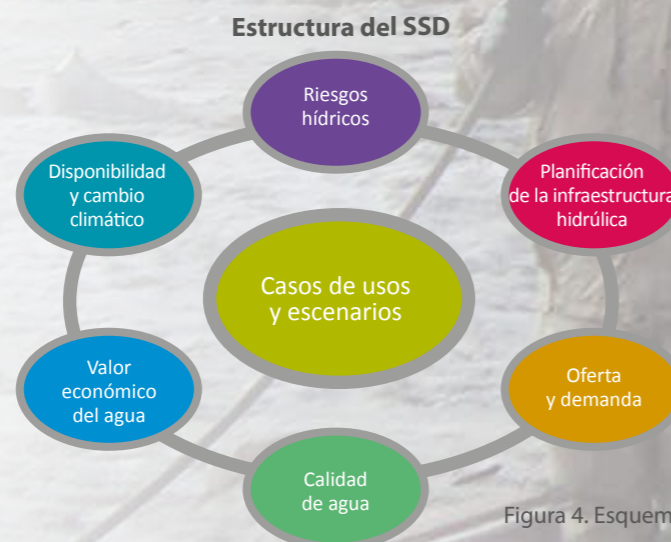 Estructura del SSD
Riesgos
hídricos
Planificación
de la infraestructura
hidrúlica
Oferta
y demanda
Calidad
de agua
Valor
económico
del agua
Disponibilidad
y cambio
climático
Casos de usos
y escenarios
Figura 4. Esquem